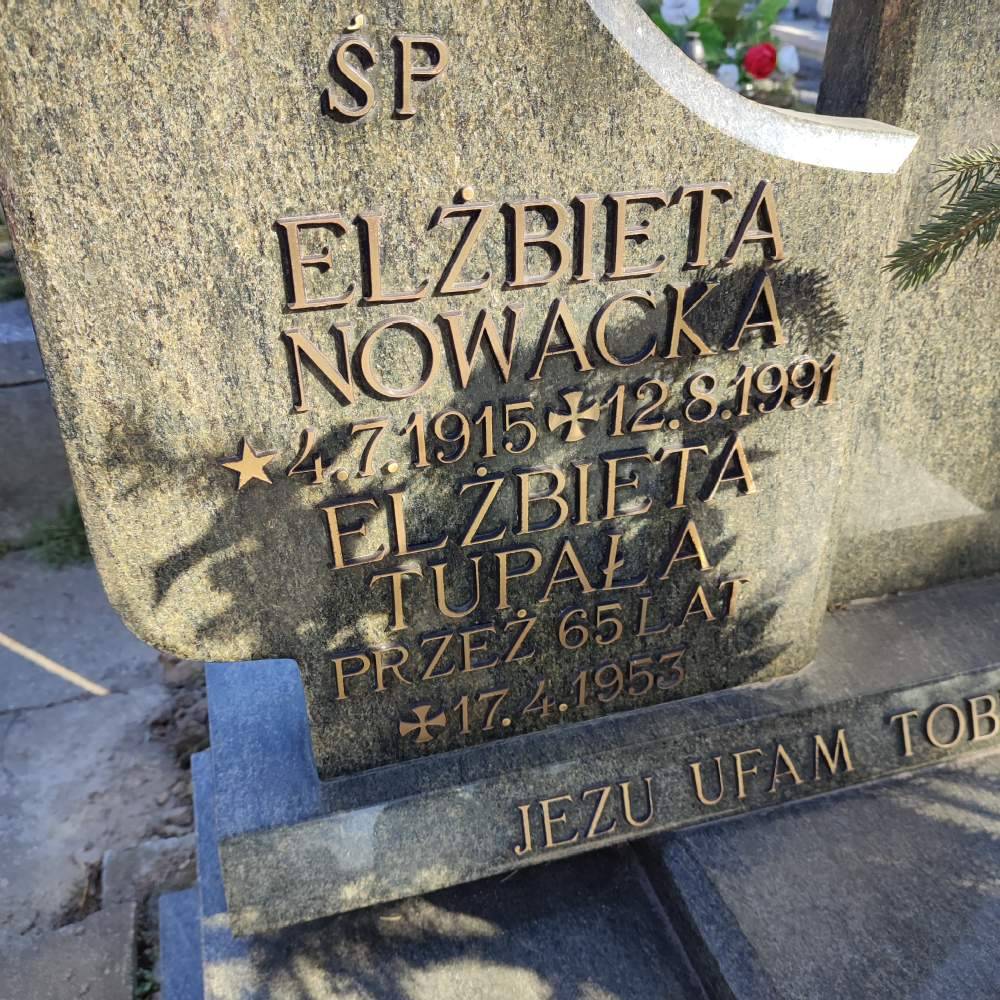 ŚP
ELŻBIETA
NOWACKA
★4.7.1915✠12.8.1991
ELŻBIETA
TUPAŁA
PRZEŻ 65 LAT
✠17.4.1953
JEZU UFAM TOB